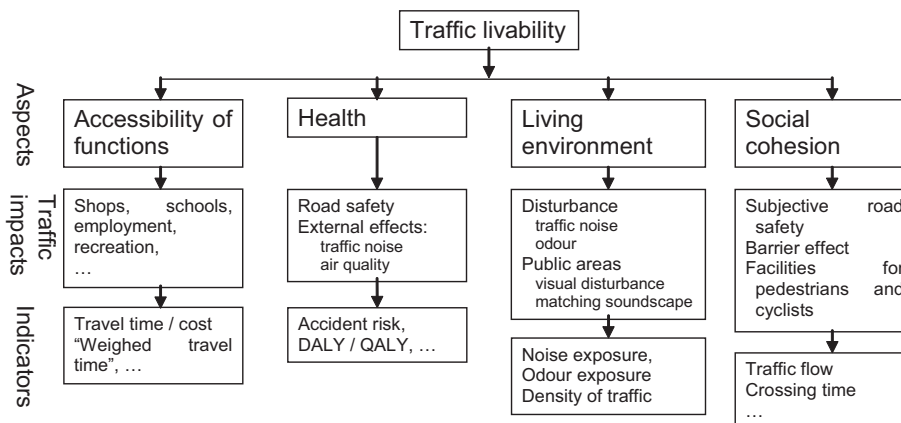 Traffic livability
Aspects
Accessibility of
functions
Health
Living
environment
Social
cohesion
Traffic
impacts
Shops, schools,
employment,
recreation,
…
Road safety
External effects:
traffic noise
air quality
Disturbance
traffic noise
odour
Public areas
visual disturbance
matching soundscape
Subjective road
safety
Barrier effect
Facilities for
pedestrians and
cyclists
Indicators
Travel time / cost
“Weighed travel
time”, …
Accident risk,
DALY / QALY, …
Noise exposure,
Odour exposure
Density of traffic
Traffic flow
Crossing time
…